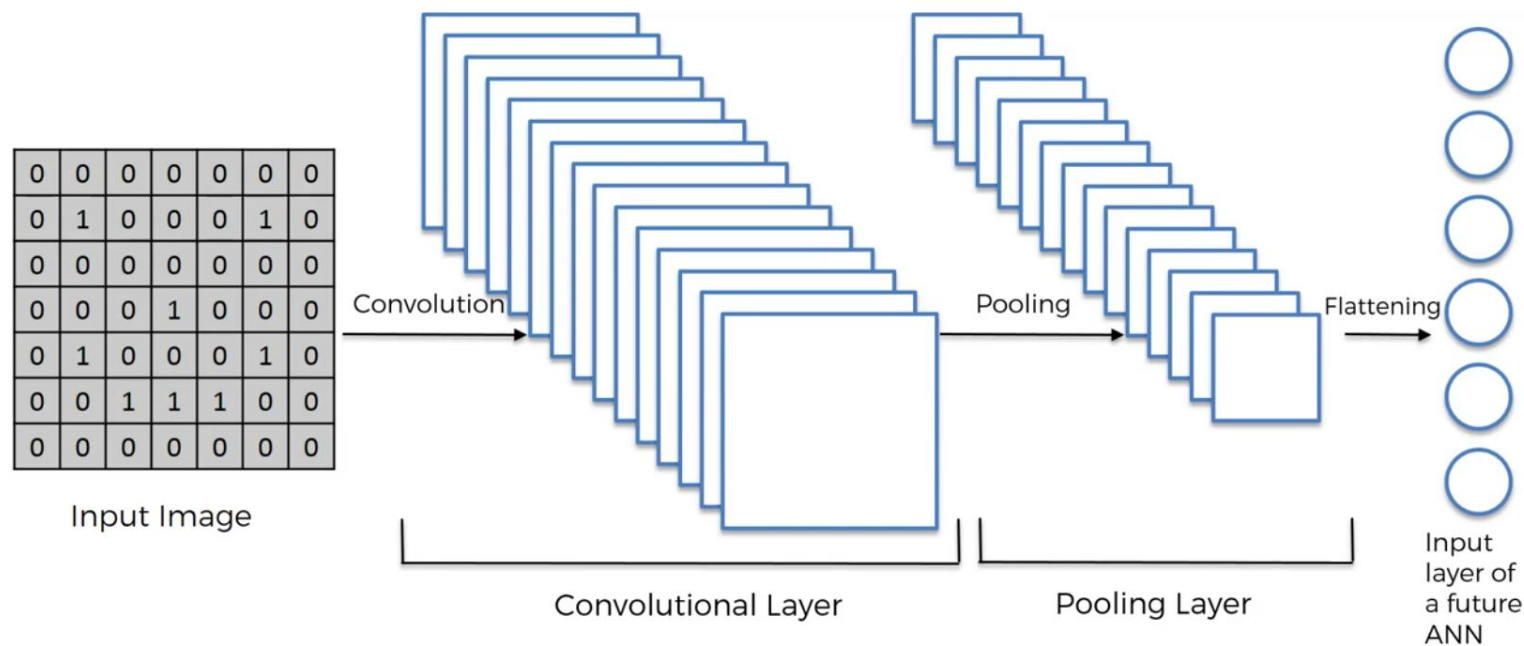 0 0 0 0 0 0 0
0 1 0 0 0 1 0
0 0 0 0 0 0 0
0 0 0 1 0 0 0
0 1 0 0 0 1 0
0 0 1 1 1 0 0
0 0 0 0 0 0 0
Input Image
Convolution
Convolutional Layer
Pooling
Pooling Layer
Flattening
Input
layer of
a future
ANN